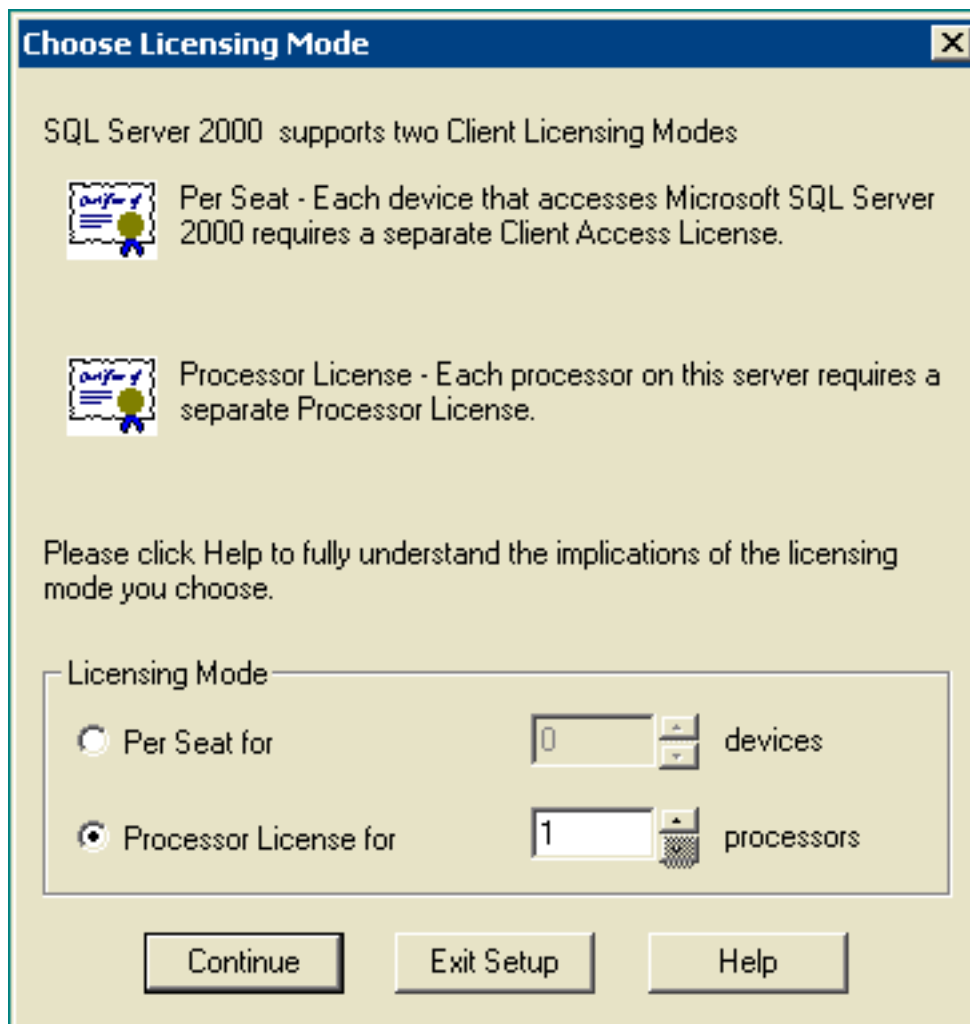 Choose Licensing Mode
SQL Server 2000 supports two Client Licensing Modes
Per Seat - Each device that accesses Microsoft SQL Server
2000 requires a separate Client Access License.
Processor License - Each processor on this server requires a
separate Processor License.
Please click Help to fully understand the implications of the licensing
mode you choose.
Licensing Mode
Per Seat for 0 devices
Processor License for 1 processors
Continue Exit Setup Help